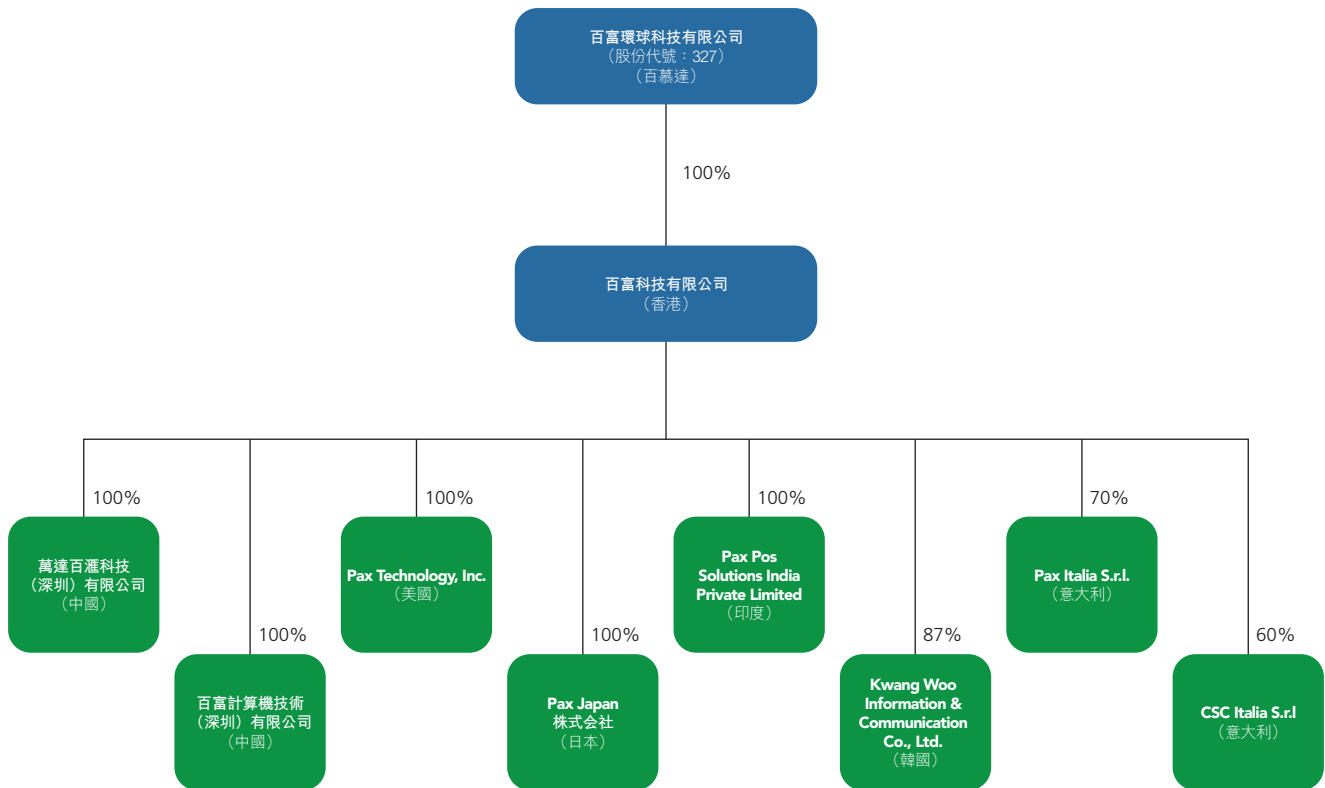 百富環球科技有限公司
（股份代號：327）
（百慕達）
100%
百富科技有限公司
（香港）
100%
萬達百滙科技
（深圳）有限公司
（中國）
100%
百富計算機技術
（深圳）有限公司
（中國）
100%
Pax Technology, Inc.
（美國）
100%
Pax Japan
株式会社
（日本）
100%
Pax Pos
Solutions India
Private Limited
（印度）
87%
Kwang Woo
Information &
Communication
Co., Ltd.
（韓國）
70%
Pax Italia S.r.l.
（意大利）
60%
CSC Italia S.r.l
（意大利）